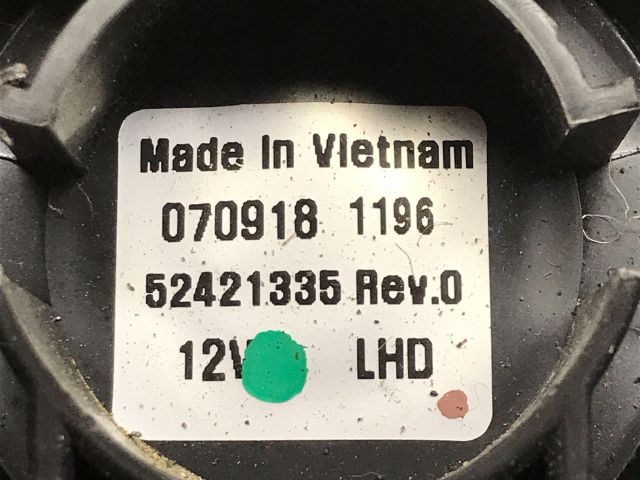 Made In Vietnam
070918 1196
52421335 Rev.0
12V LHD